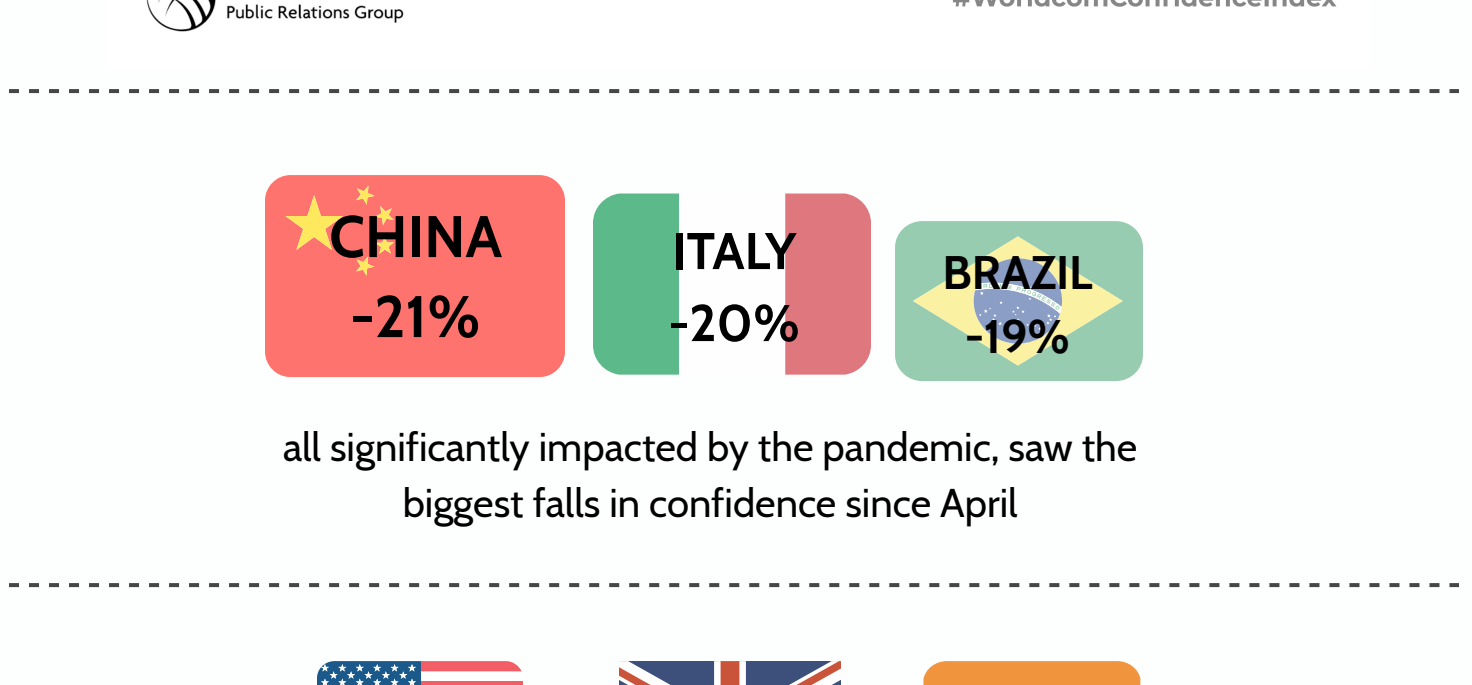 Public Relations Group
#WorldcomConfidenceIndex
CHINA
-21%
ITALY
-20%
BRAZIL
-19%
all significantly impacted by the pandemic, saw the
biggest falls in confidence since April